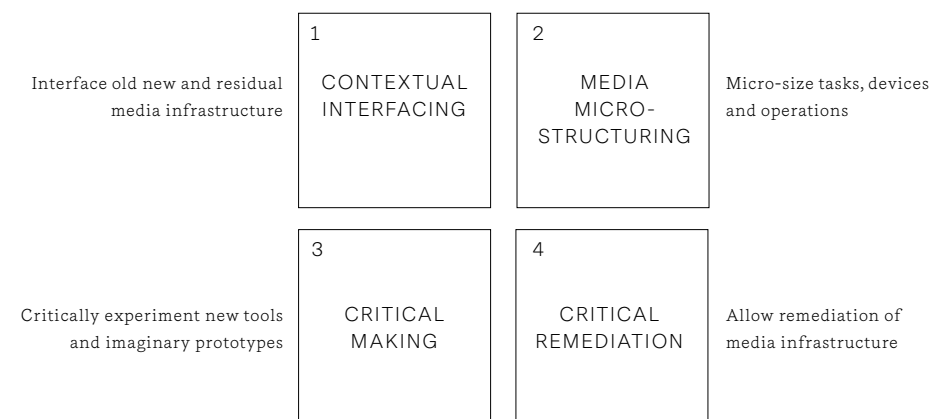 1
CONTEXTUAL
INTERFACING
Interface old new and residual
media infrastructure
2
MEDIA
MICRO-
STRUCTURING
Micro-size tasks, devices
and operations
3
CRITICAL
MAKING
Critically experiment new tools
and imaginary prototypes
4
CRITICAL
REMEDIATION
Allow remediation of
media infrastructure